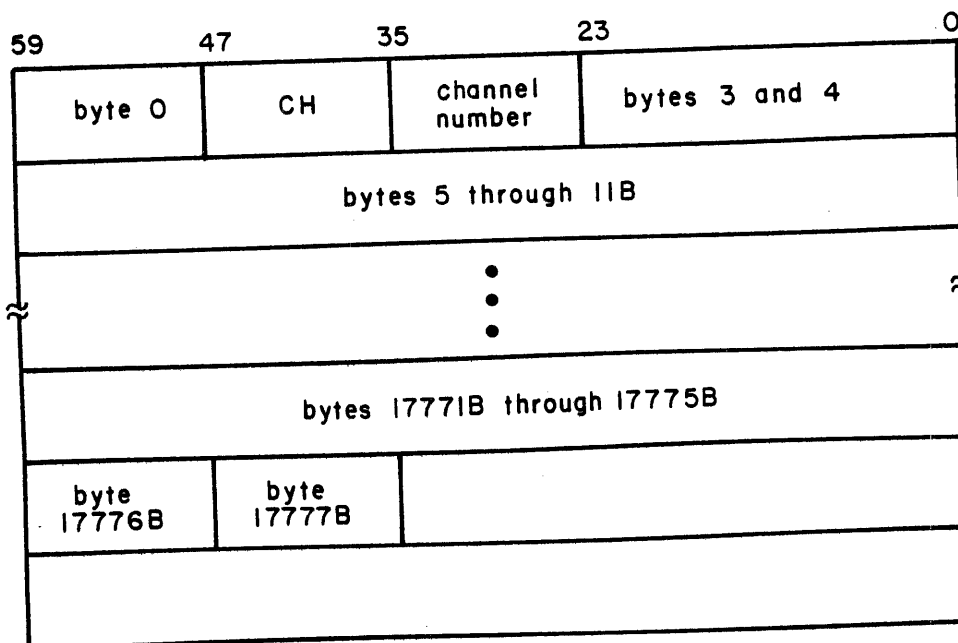 59 47 35 23 0
byte 0 CH channel number bytes 3 and 4
bytes 5 through 11B
bytes 17771B through 17775B
byte 17776B byte 17777B